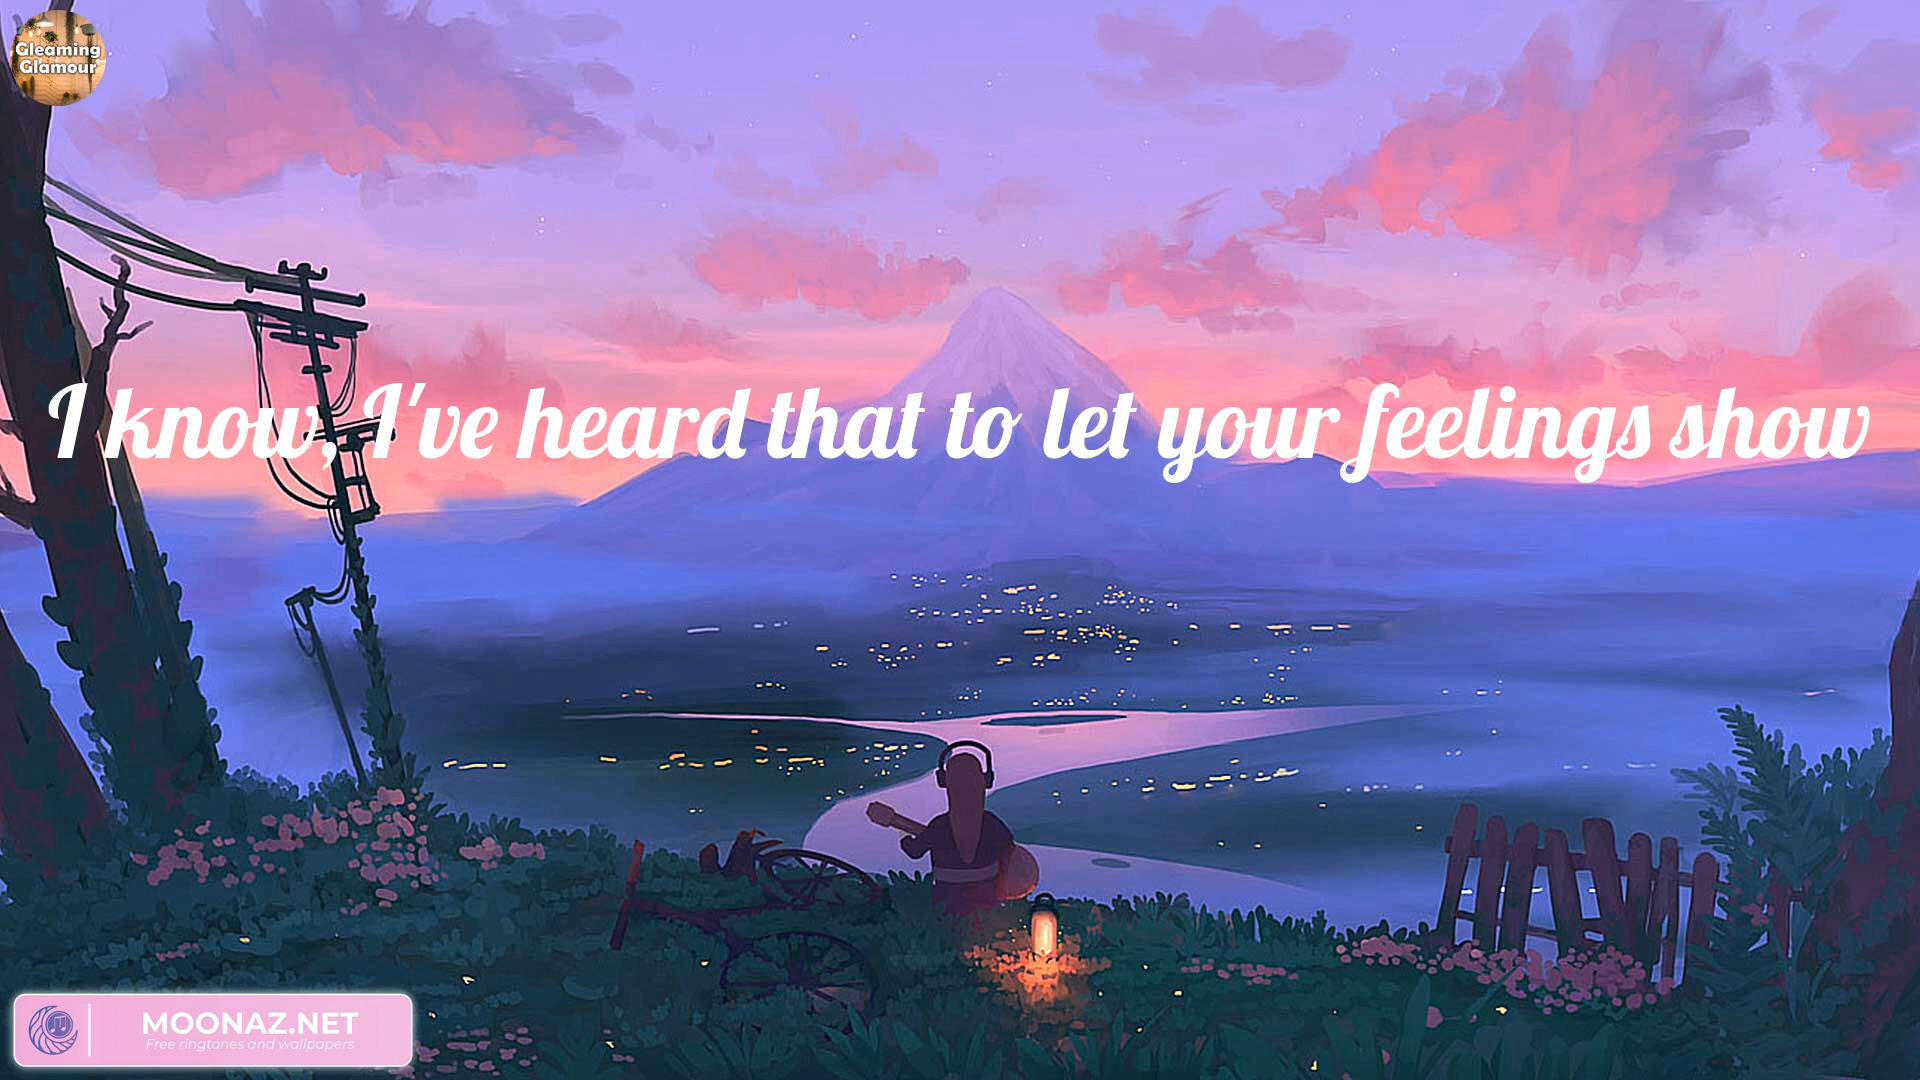 Gleaming
Glamour
I know, I've heard that to let your feelings show
MOONAZ.NET
Free ringtones and wallpapers